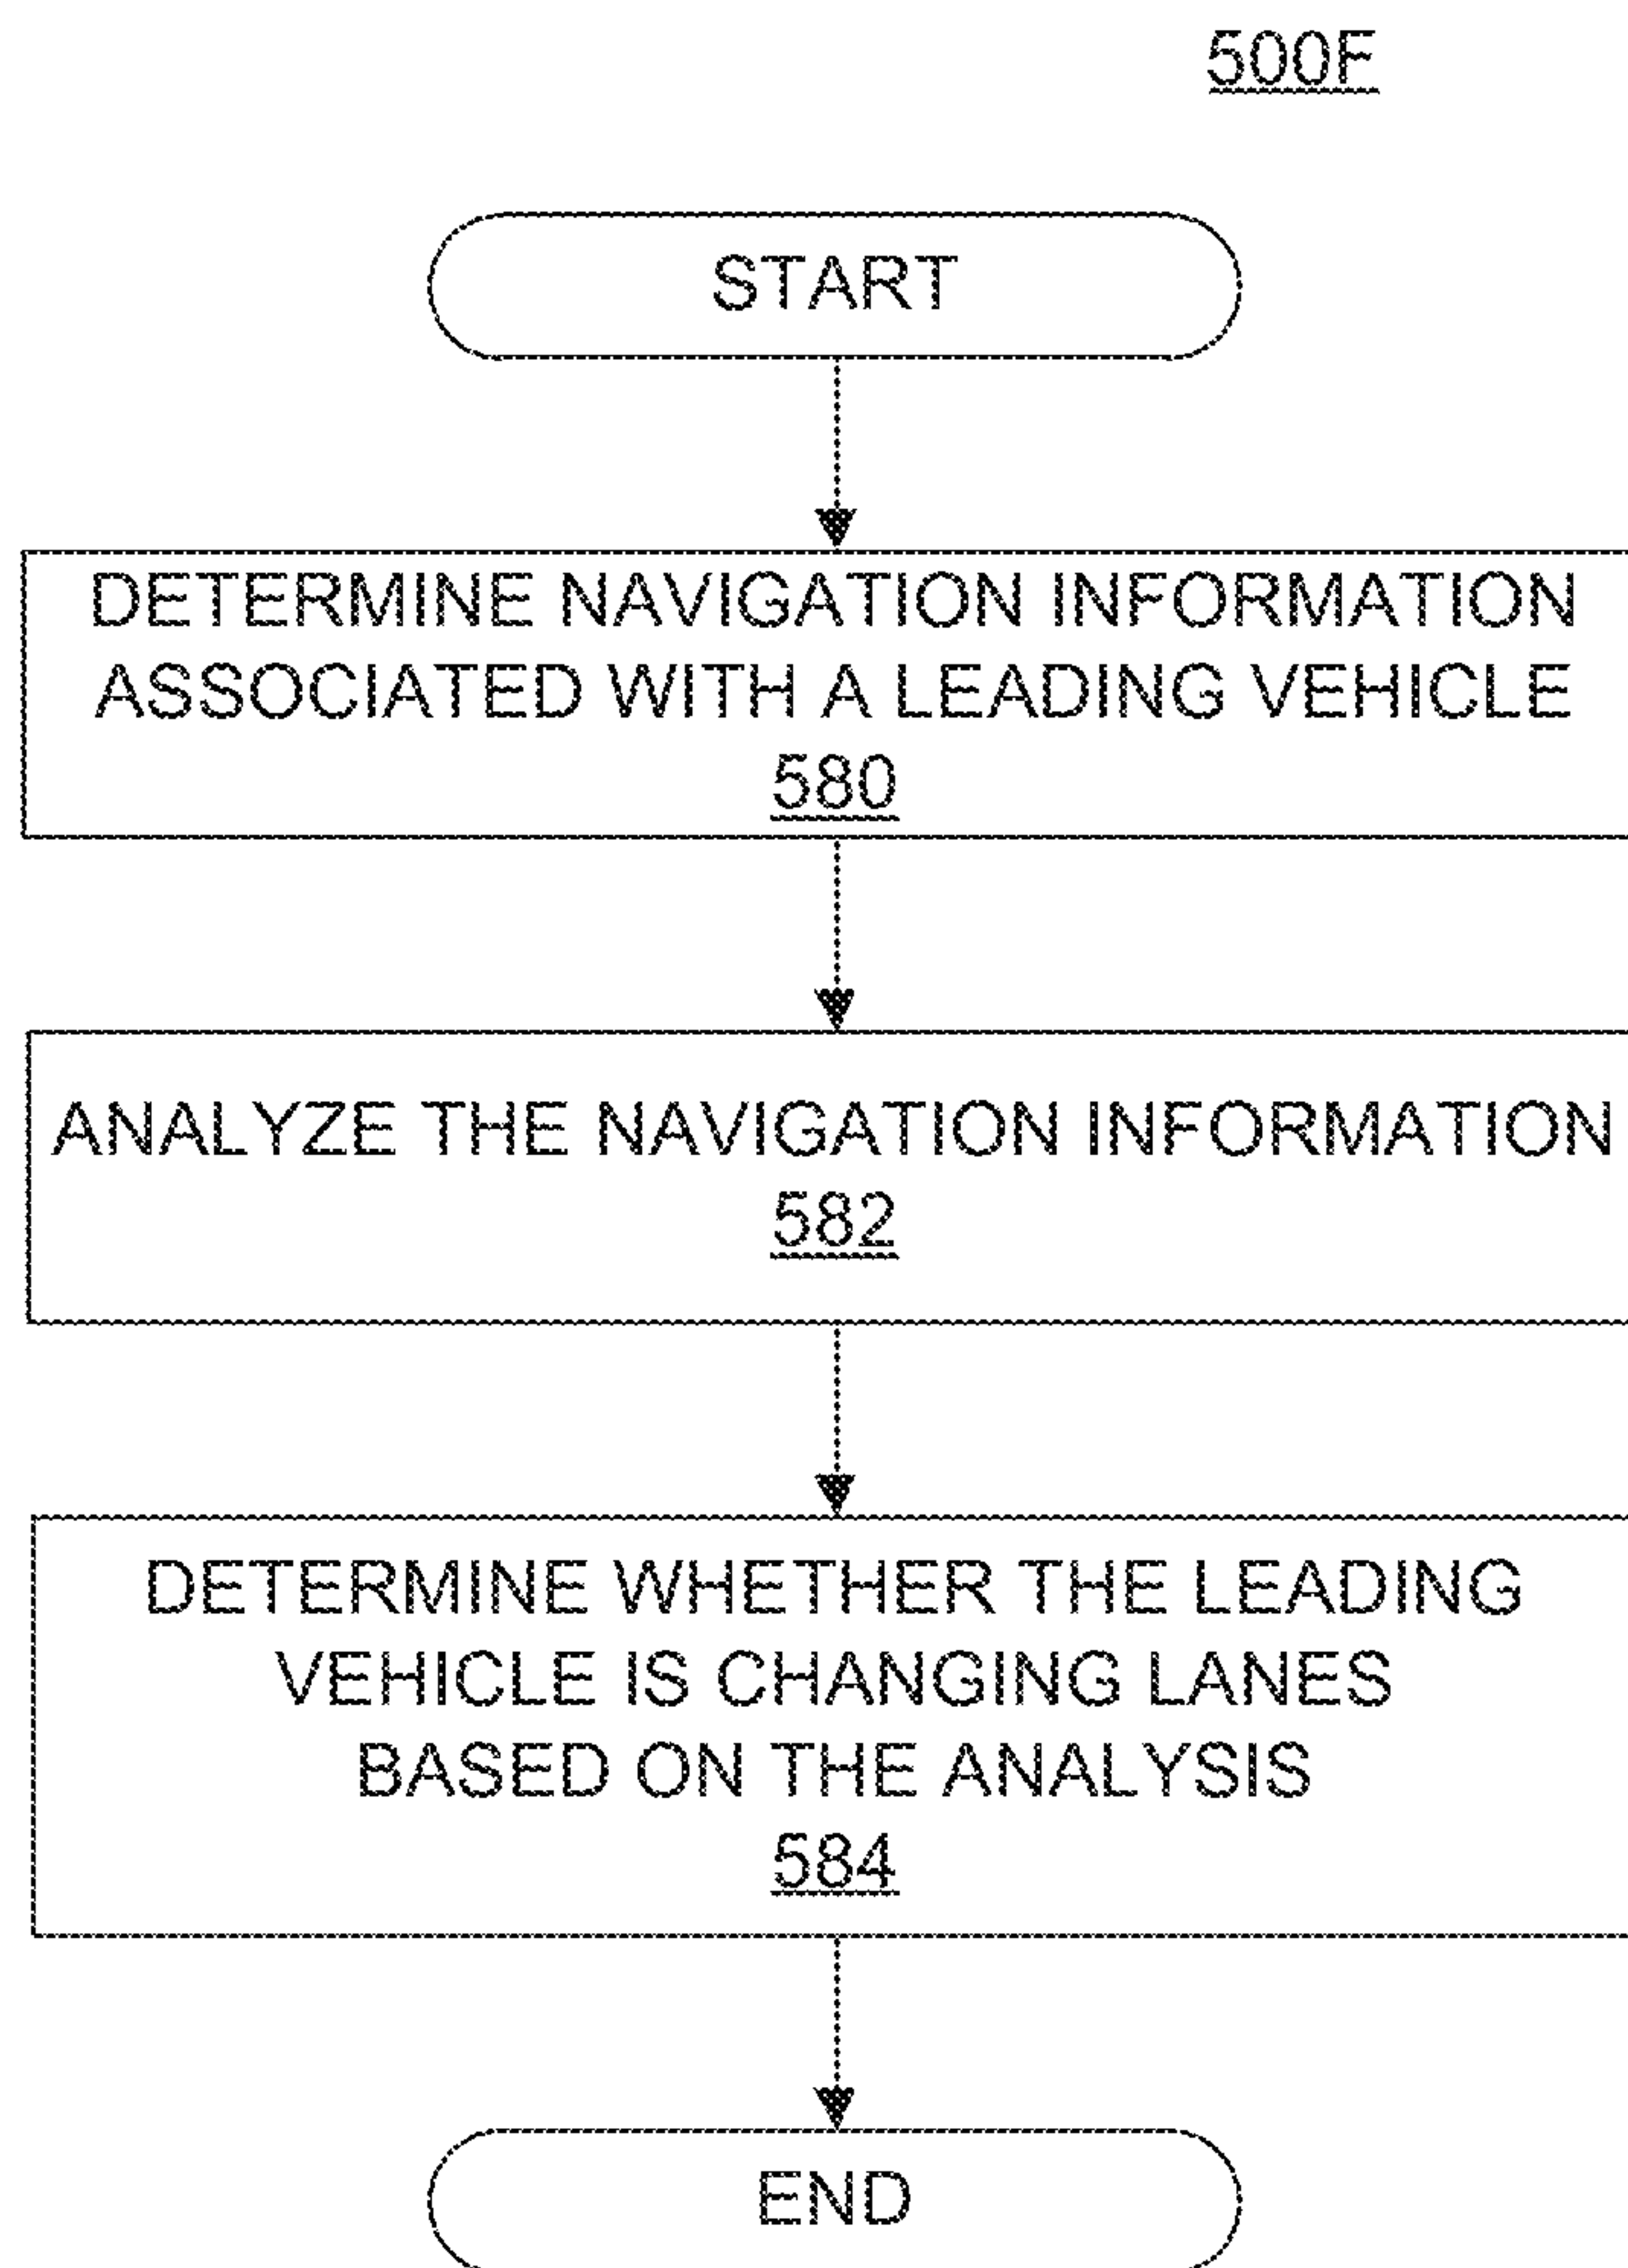 500F
START
DETERMINE NAVIGATION INFORMATION
ASSOCIATED WITH A LEADING VEHICLE
580
ANALYZE THE NAVIGATION INFORMATION
582
DETERMINE WHETHER THE LEADING
VEHICLE IS CHANGING LANES
BASED ON THE ANALYSIS
584
END